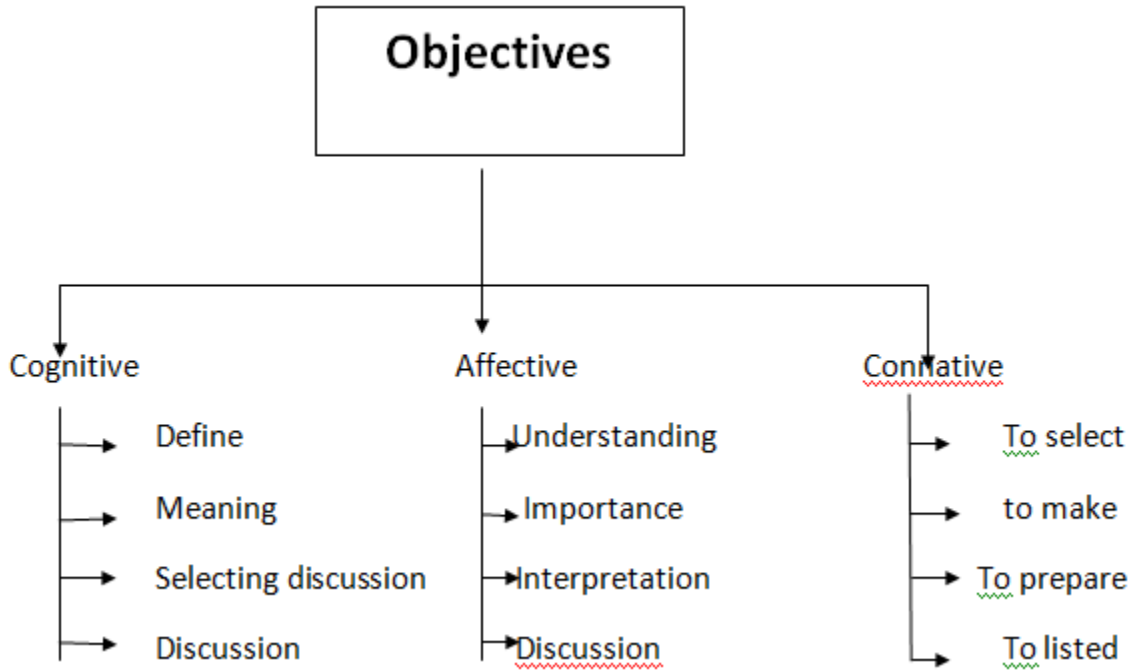 Objectives
Cognitive
Define
Meaning
Selecting discussion
Discussion
Affective
Understanding
Importance
Interpretation
Discussion
Connative
To select
to make
To prepare
To listed